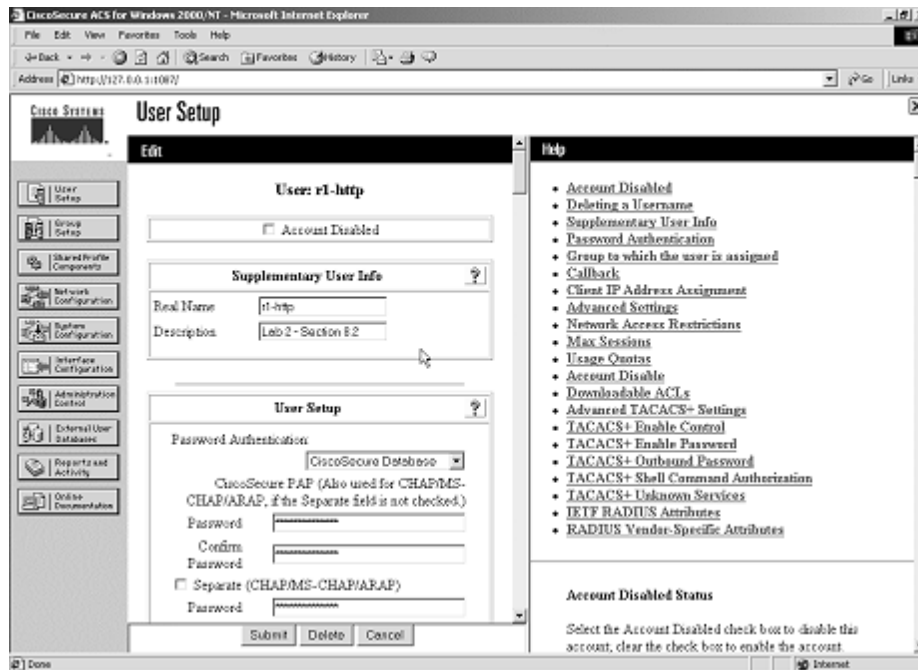 CiscoSecure ACS for Windows 2000/NT - Microsoft Internet Explorer
File Edit View Favorites Tools Help
Back Search Favorites History
Address http://127.0.0.1:1087/ Go Links
Cisco Systems
User Setup
User Setup
Group Setup
Shared Profile Components
Network Configuration
System Configuration
Interface Configuration
Administration Control
External User Databases
Reports and Activity
Online Documentation
Edit
User: r1-http
Account Disabled
Supplementary User Info ?
Real Name r1-http
Description Lab 2 - Section 8.2
User Setup ?
Password Authentication:
CiscoSecure Database
CiscoSecure PAP (Also used for CHAP/MS-
CHAP/ARAP, if the Separate field is not checked.)
Password
Confirm
Password
Separate (CHAP/MS-CHAP/ARAP)
Password
Submit Delete Cancel
Help
Account Disabled
Deleting a Username
Supplementary User Info
Password Authentication
Group to which the user is assigned
Callback
Client IP Address Assignment
Advanced Settings
Network Access Restrictions
Max Sessions
Usage Quotas
Account Disable
Downloadable ACLs
Advanced TACACS+ Settings
TACACS+ Enable Control
TACACS+ Enable Password
TACACS+ Outbound Password
TACACS+ Shell Command Authorization
TACACS+ Unknown Services
IETF RADIUS Attributes
RADIUS Vendor-Specific Attributes
Account Disabled Status
Select the Account Disabled check box to disable this
account; clear the check box to enable the account.
Done Internet